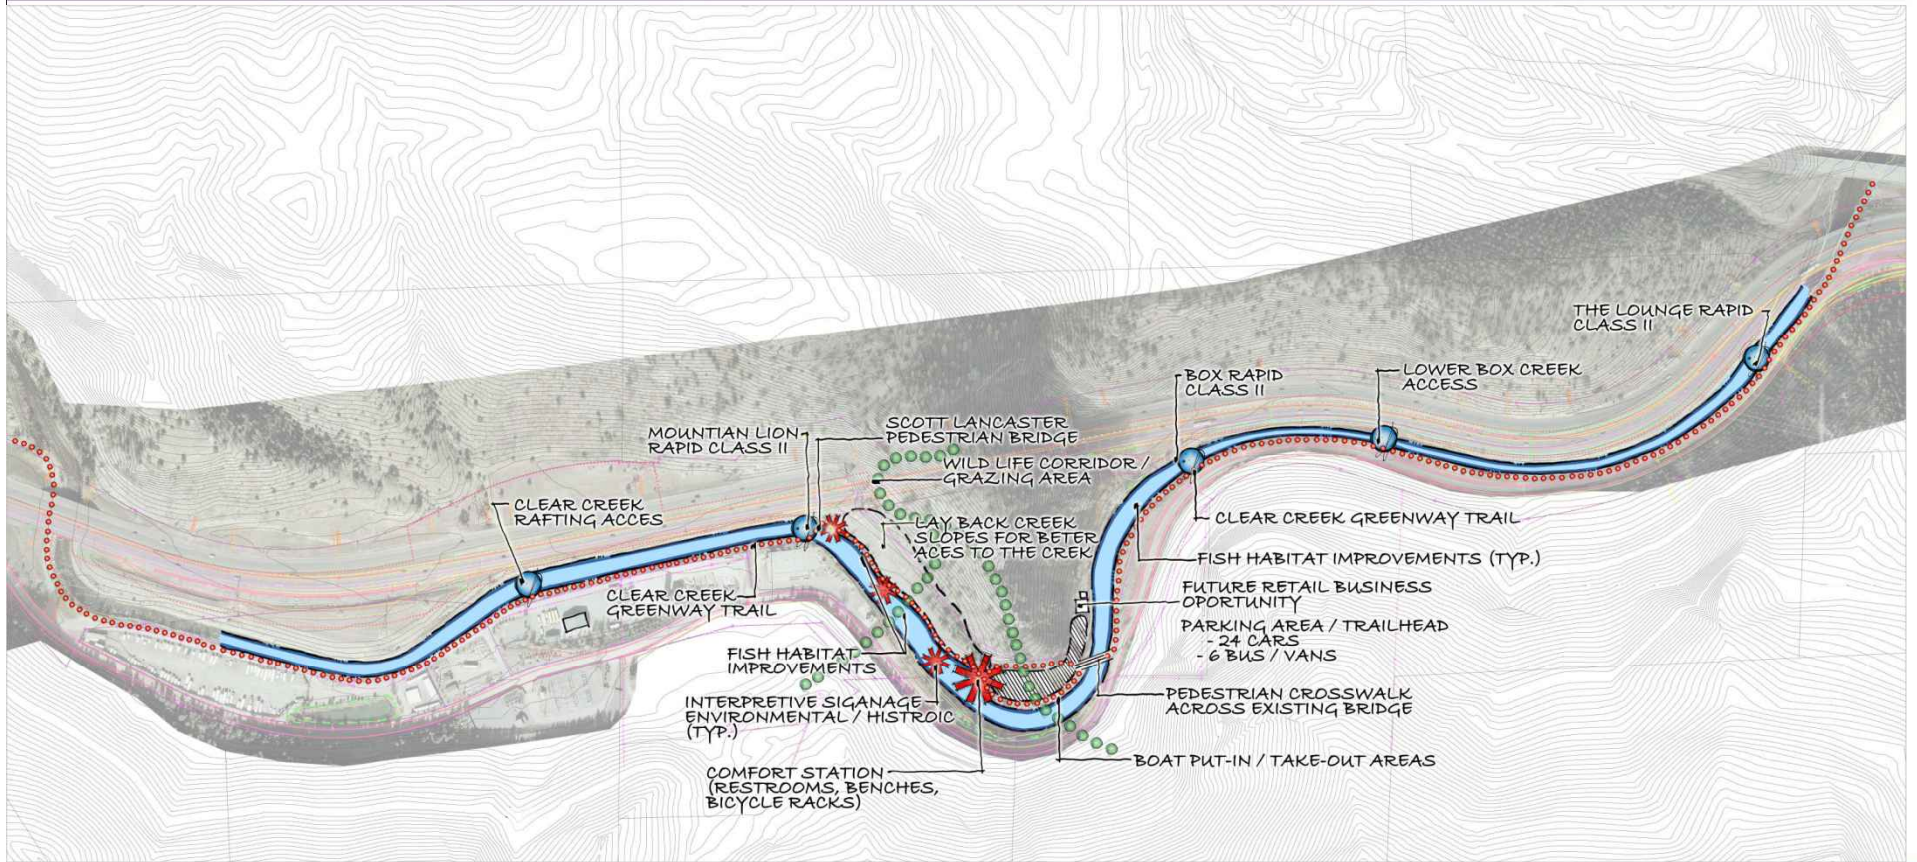 THE LOUNGE RAPID
CLASS II
BOX RAPID
CLASS II
LOWER BOX CREEK
ACCESS
MOUNTIAN LION
RAPID CLASS II
SCOTT LANCASTER
PEDESTRIAN BRIDGE
WILD LIFE CORRIDOR /
GRAZING AREA
CLEAR CREEK
RAFTING ACCES
LAY BACK CREEK
SLOPES FOR BETER
ACES TO THE CREK
CLEAR CREEK GREENWAY TRAIL
FISH HABITAT IMPROVEMENTS (TYP.)
CLEAR CREEK
GREENWAY TRAIL
FUTURE RETAIL BUSINESS
OPORTUNITY
PARKING AREA / TRAILHEAD
- 24 CARS
- 6 BUS / VANS
FISH HABITAT
IMPROVEMENTS
INTERPRETIVE SIGANAGE
ENVIRONMENTAL / HISTROIC
(TYP.)
PEDESTRIAN CROSSWALK
ACROSS EXISTING BRIDGE
BOAT PUT-IN / TAKE-OUT AREAS
COMFORT STATION
(RESTROOMS, BENCHES,
BICYCLE RACKS)